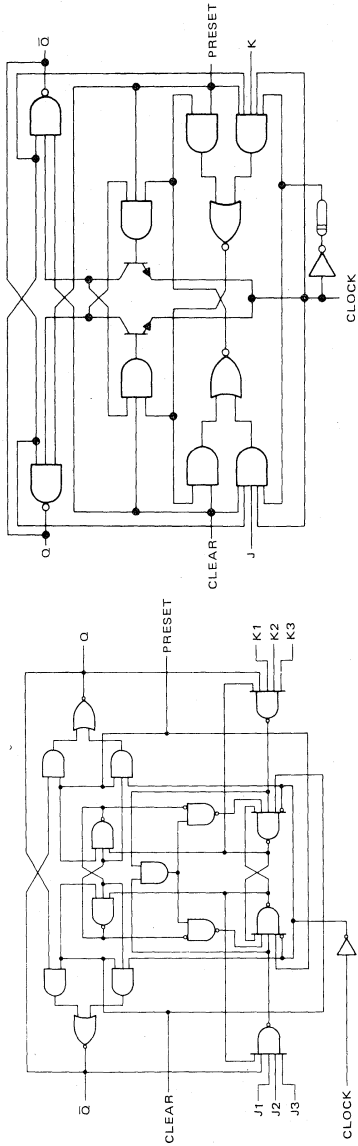 Q̅
PRESET
K
CLOCK
Q
CLEAR
J
Q
PRESET
K1
K2
K3
Q̅
CLEAR
J1
J2
J3
CLOCK